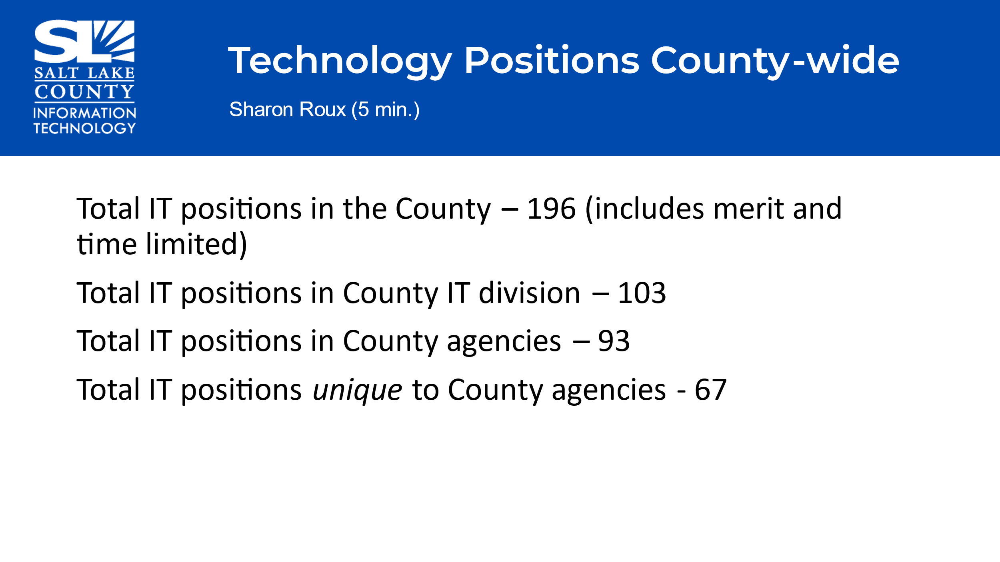 SL
SALT LAKE
COUNTY
INFORMATION
TECHNOLOGY
Technology Positions County-wide
Sharon Roux (5 min.)
Total IT positions in the County – 196 (includes merit and
time limited)
Total IT positions in County IT division – 103
Total IT positions in County agencies – 93
Total IT positions unique to County agencies - 67